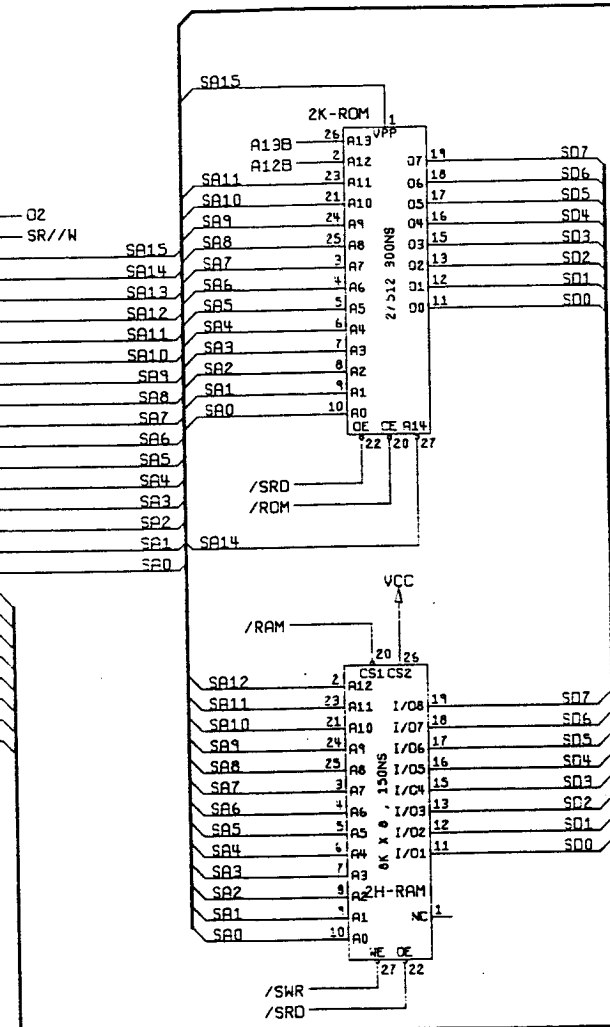 SA15
2K-ROM
1
VPP
A13B 26 A13
A12B 2 A12 O7 19 SD7
SA11 23 A11 O6 18 SD6
SA10 21 A10 O5 17 SD5
SA9 24 A9 O4 16 SD4
SA8 25 A8 O3 15 SD3
SA7 3 A7 O2 13 SD2
SA6 4 A6 O1 12 SD1
SA5 5 A5 O0 11 SD0
SA4 6 A4
SA3 7 A3
SA2 8 A2
SA1 9 A1
SA0 10 A0
27512 300NS
OE CE A14
22 20 27
/SRD
/ROM
SA14
O2
SR//W
SA15
SA14
SA13
SA12
SA11
SA10
SA9
SA8
SA7
SA6
SA5
SA4
SA3
SA2
SA1
SA0
VCC
/RAM
20 26
CS1 CS2
SA12 2 A12
SA11 23 A11 I/O8 19 SD7
SA10 21 A10 I/O7 18 SD6
SA9 24 A9 I/O6 17 SD5
SA8 25 A8 I/O5 16 SD4
SA7 3 A7 I/O4 15 SD3
SA6 4 A6 I/O3 13 SD2
SA5 5 A5 I/O2 12 SD1
SA4 6 A4 I/O1 11 SD0
SA3 7 A3
SA2 8 A2
SA1 9 A1 NC 1
SA0 10 A0
8K X 8 , 150NS
2H-RAM
WE OE
27 22
/SWR
/SRD